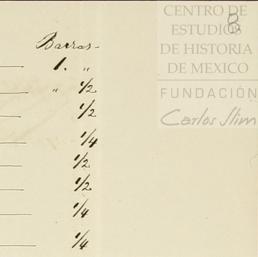 Barras-
1. "
" 1/2
1/2
1/4
1/2
1/2
1/4
1/4
8
CENTRO DE
ESTUDIOS
DE HISTORIA
DE MEXICO
FUNDACIÓN
Carlos Slim